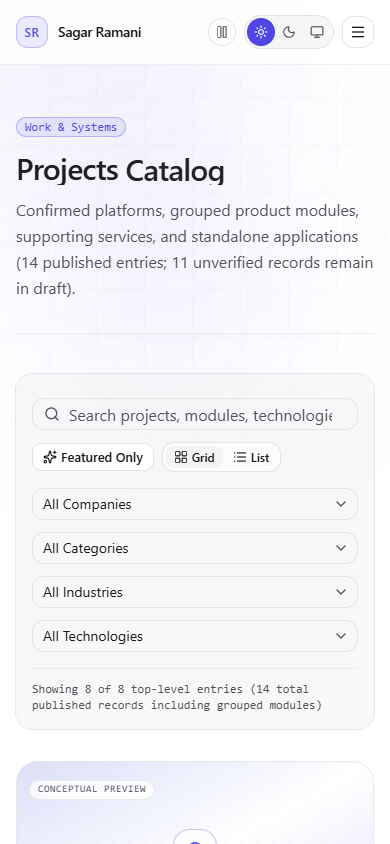 SR
Sagar Ramani
Work & Systems
Projects Catalog
Confirmed platforms, grouped product modules,
supporting services, and standalone applications
(14 published entries; 11 unverified records remain
in draft).
Search projects, modules, technologie
Featured Only
Grid
List
All Companies
All Categories
All Industries
All Technologies
Showing 8 of 8 top-level entries (14 total
published records including grouped modules)
CONCEPTUAL PREVIEW